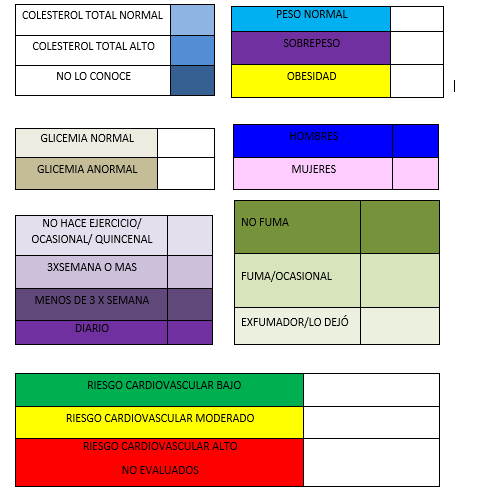 COLESTEROL TOTAL NORMAL
COLESTEROL TOTAL ALTO
NO LO CONOCE
PESO NORMAL
SOBREPESO
OBESIDAD
GLICEMIA NORMAL
GLICEMIA ANORMAL
HOMBRES
MUJERES
NO HACE EJERCICIO/
OCASIONAL/ QUINCENAL
3XSEMANA O MAS
MENOS DE 3 X SEMANA
DIARIO
NO FUMA
FUMA/OCASIONAL
EXFUMADOR/LO DEJÓ
RIESGO CARDIOVASCULAR BAJO
RIESGO CARDIOVASCULAR MODERADO
RIESGO CARDIOVASCULAR ALTO
NO EVALUADOS